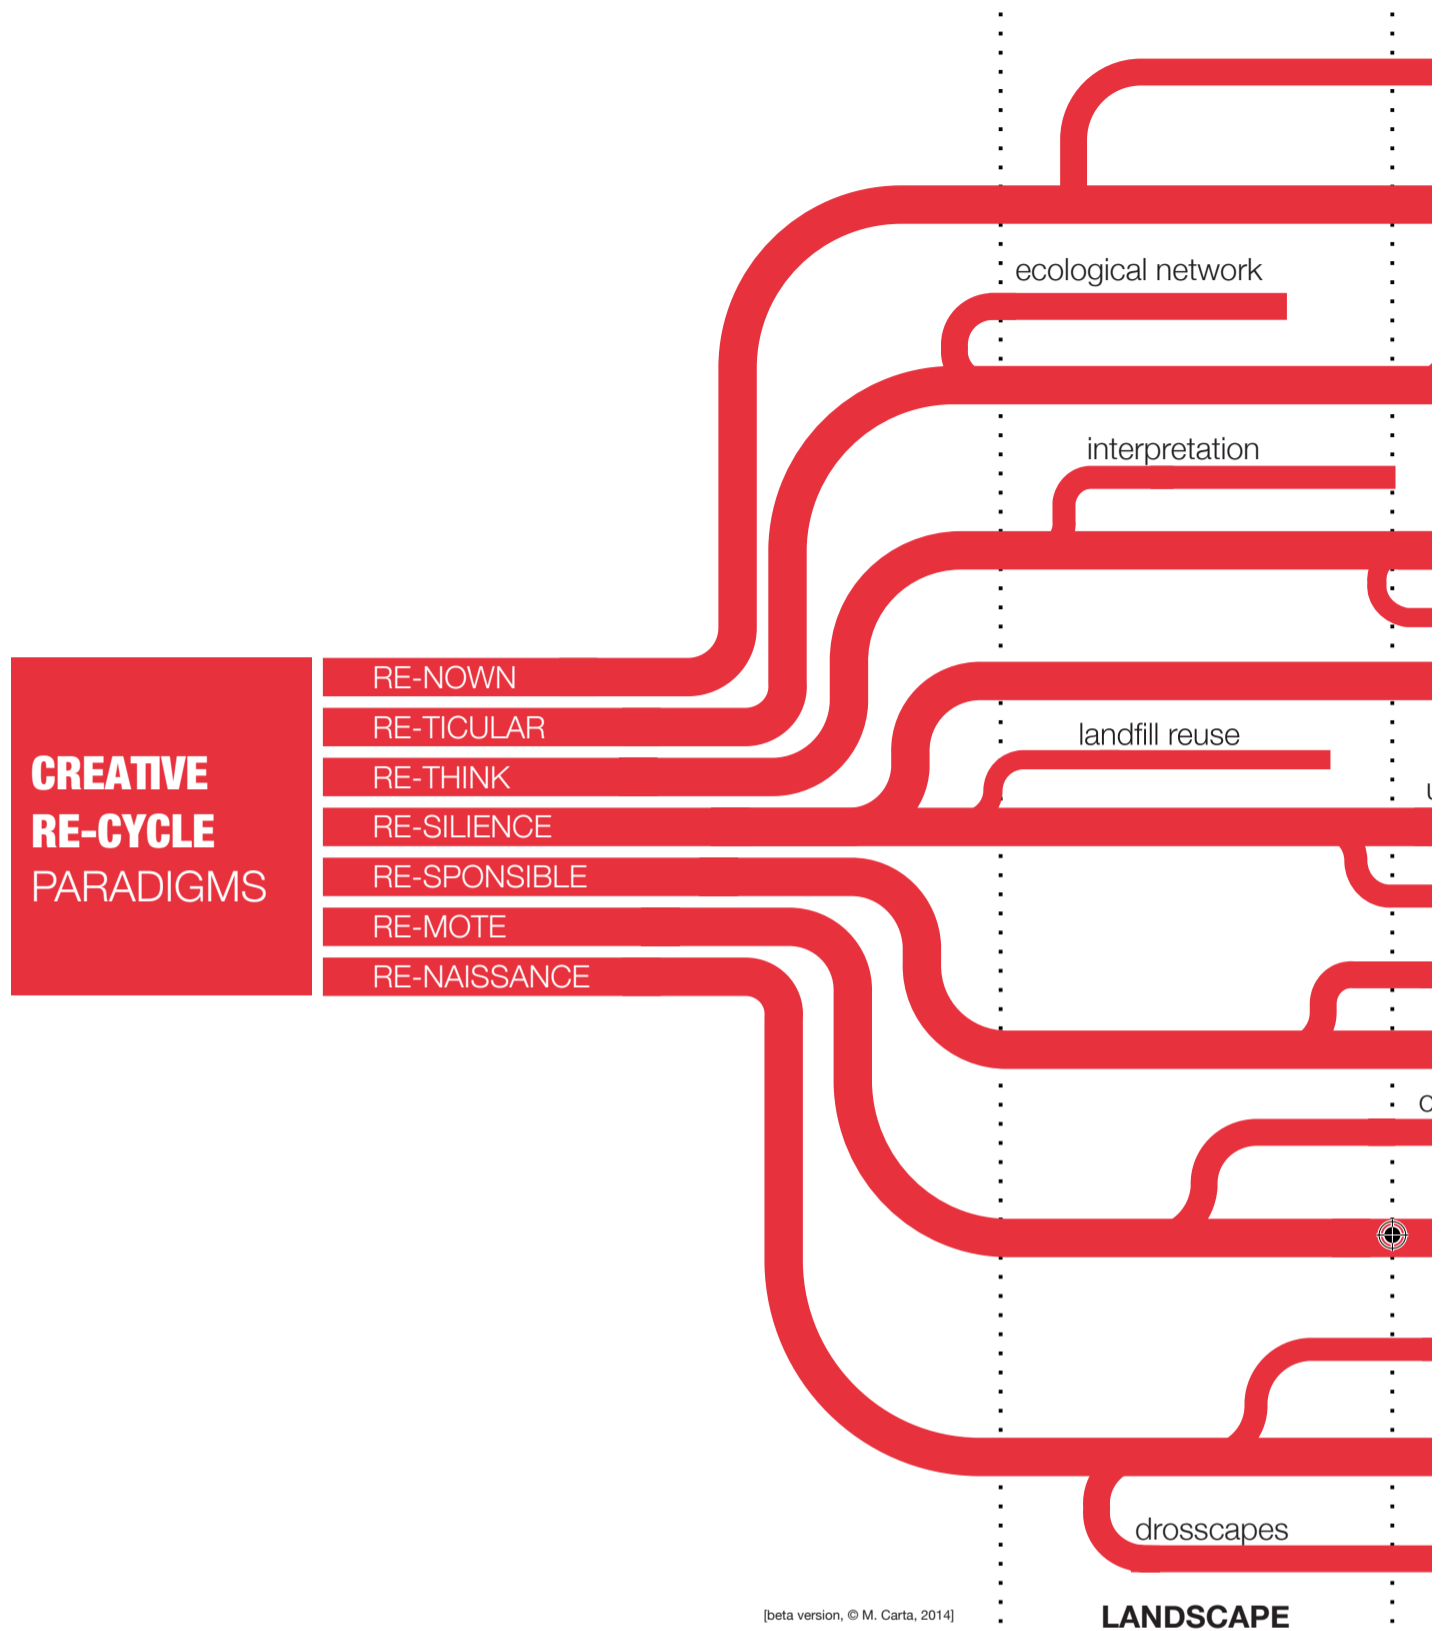 ecological network
interpretation
landfill reuse
CREATIVE
RE-CYCLE
PARADIGMS
RE-NOWN
RE-TICULAR
RE-THINK
RE-SILIENCE
RE-SPONSIBLE
RE-MOTE
RE-NAISSANCE
drosscapes
[beta version, © M. Carta, 2014]
LANDSCAPE